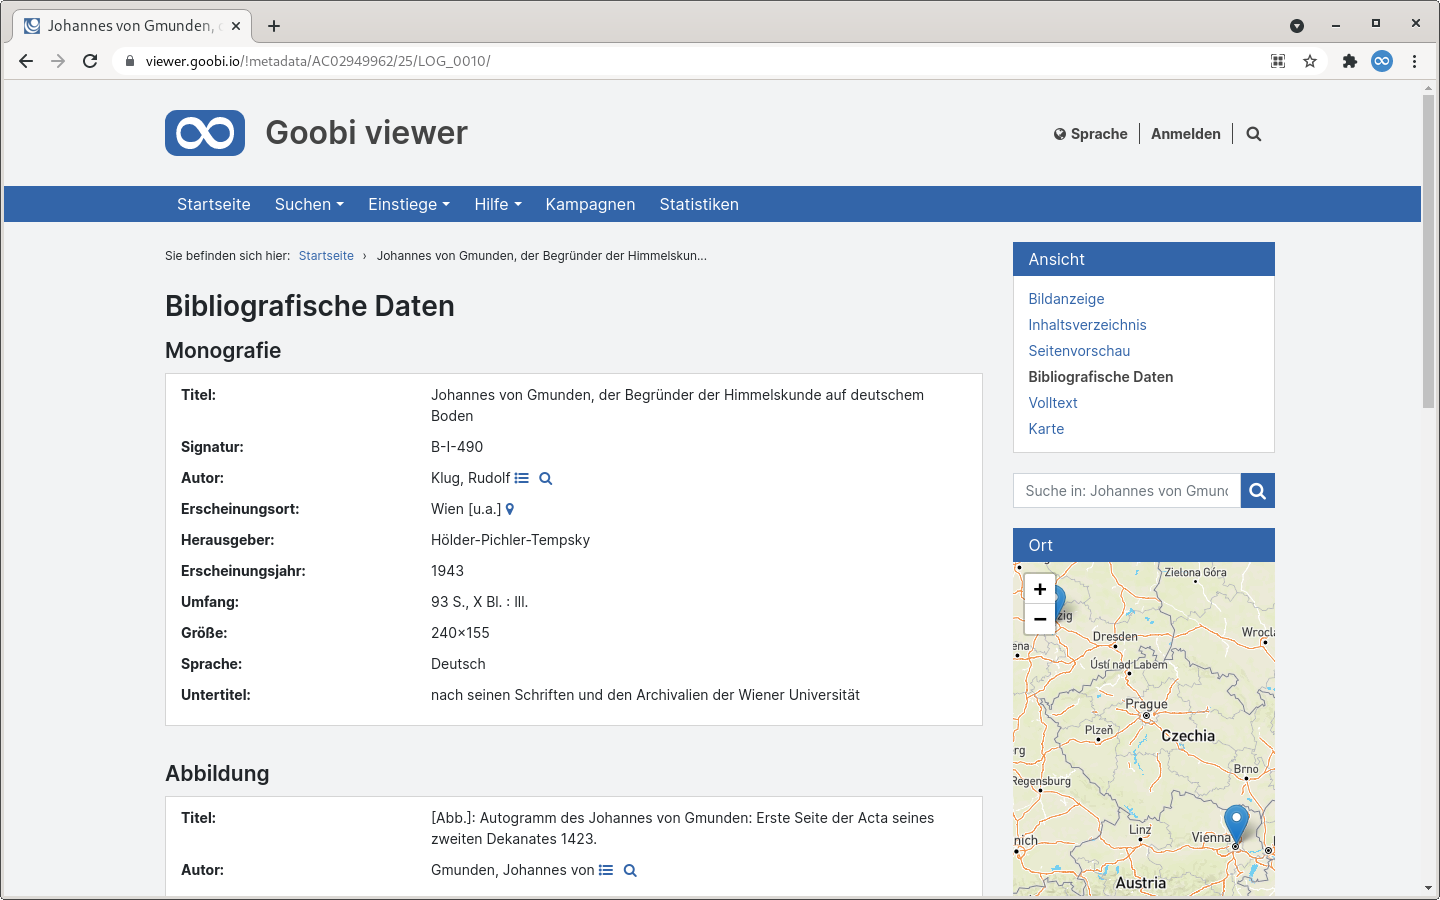 Johannes von Gmunden,
viewer.goobi.io/!metadata/AC02949962/25/LOG_0010/
Goobi viewer
Sprache
Anmelden
Startseite Suchen Einstiege Hilfe Kampagnen Statistiken
Sie befinden sich hier: Startseite › Johannes von Gmunden, der Begründer der Himmelskun...
Bibliografische Daten
Monografie
Titel: Johannes von Gmunden, der Begründer der Himmelskunde auf deutschem
Boden
Signatur: B-I-490
Autor: Klug, Rudolf
Erscheinungsort: Wien [u.a.]
Herausgeber: Hölder-Pichler-Tempsky
Erscheinungsjahr: 1943
Umfang: 93 S., X Bl. : Ill.
Größe: 240×155
Sprache: Deutsch
Untertitel: nach seinen Schriften und den Archivalien der Wiener Universität
Abbildung
Titel: [Abb.]: Autogramm des Johannes von Gmunden: Erste Seite der Acta seines
zweiten Dekanates 1423.
Autor: Gmunden, Johannes von
Ansicht
Bildanzeige
Inhaltsverzeichnis
Seitenvorschau
Bibliografische Daten
Volltext
Karte
Suche in: Johannes von Gmund
Ort
+
−
Zielona Góra
zig
Dresden
Wrocla
ena
Ústí nad Labem
Prague
Plzeň
Czechia
rg
Brno
Regensburg
Linz
Vienna
nich
Austria